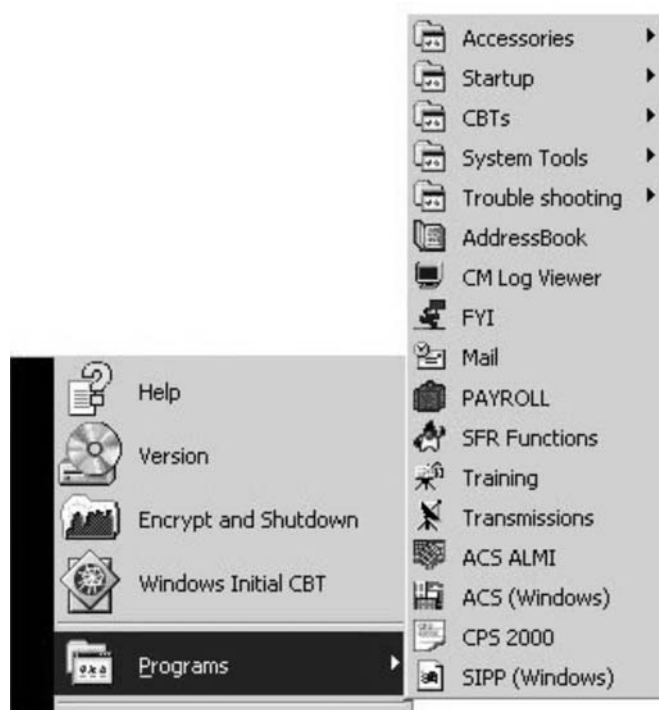 Accessories
Startup
CBTs
System Tools
Trouble shooting
AddressBook
CM Log Viewer
FYI
Mail
PAYROLL
SFR Functions
Training
Transmissions
ACS ALMI
ACS (Windows)
CPS 2000
SIPP (Windows)
Help
Version
Encrypt and Shutdown
Windows Initial CBT
Programs